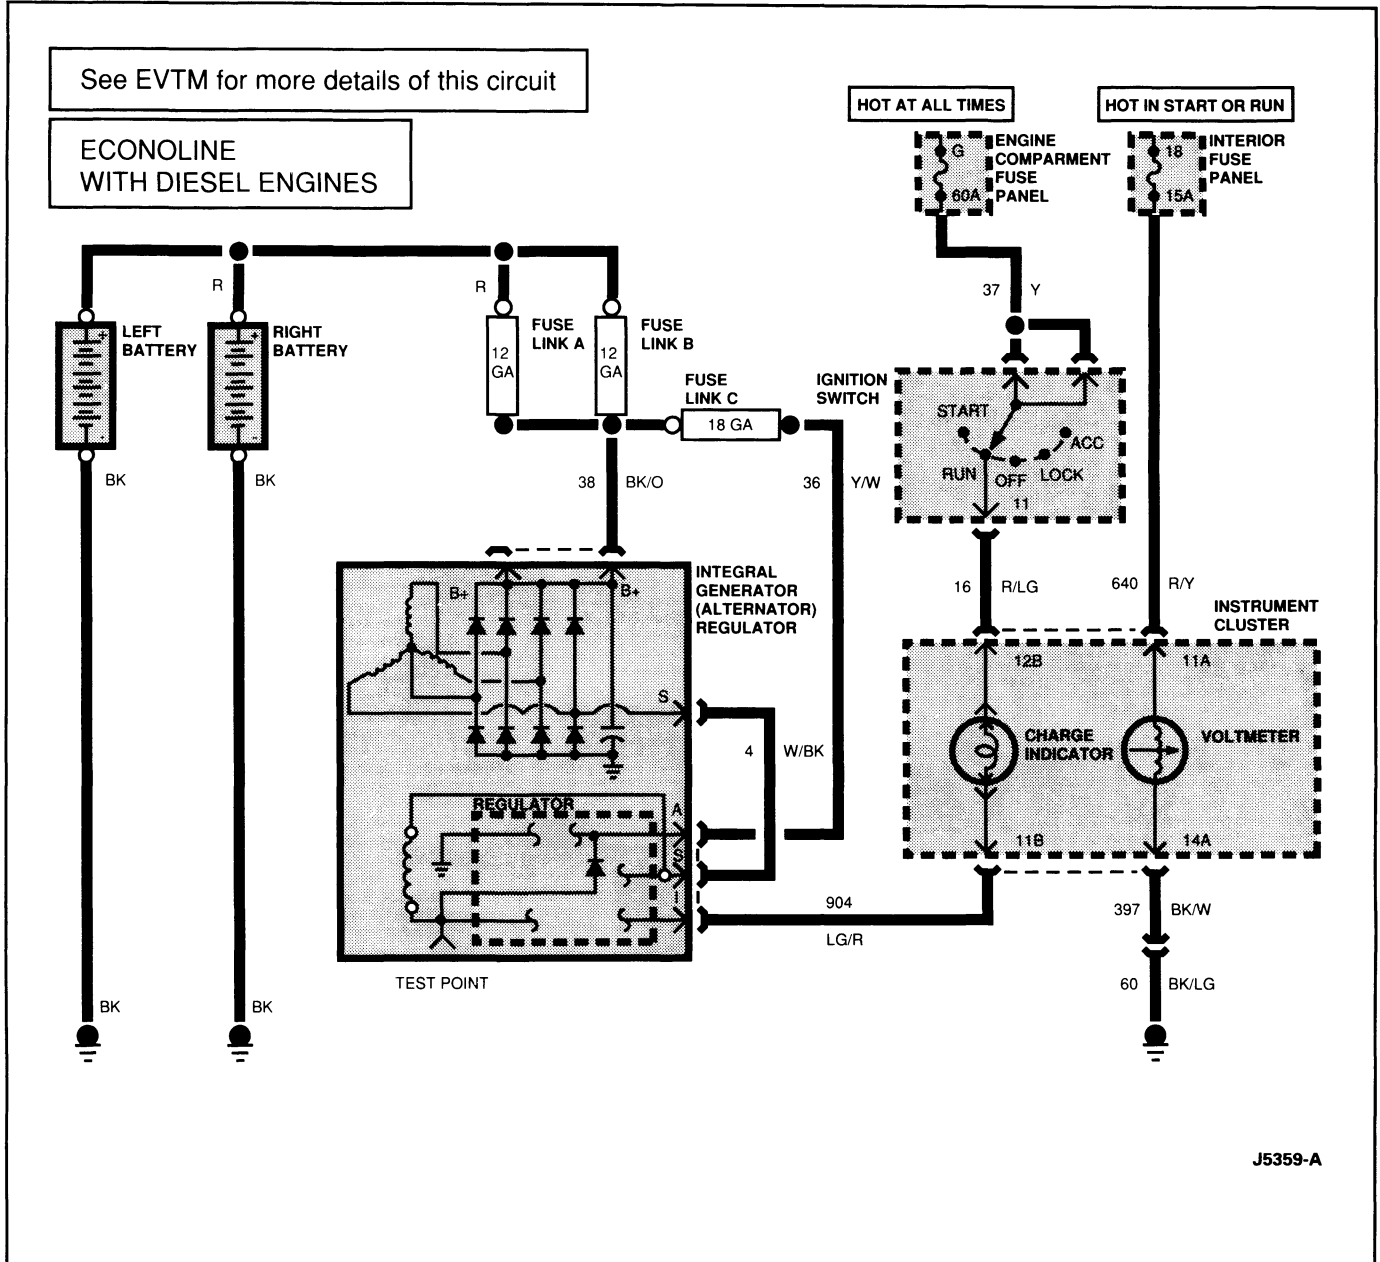 See EVTM for more details of this circuit
ECONOLINE
WITH DIESEL ENGINES
HOT AT ALL TIMES
HOT IN START OR RUN
G
60A
ENGINE
COMPARMENT
FUSE
PANEL
18
15A
INTERIOR
FUSE
PANEL
R
R
37 Y
+
LEFT
BATTERY
-
+
RIGHT
BATTERY
-
12
GA
FUSE
LINK A
12
GA
FUSE
LINK B
FUSE
LINK C
18 GA
IGNITION
SWITCH
START
RUN
OFF
LOCK
ACC
11
BK
BK
38 BK/O
36 Y/W
16 R/LG
640 R/Y
B+
B+
INTEGRAL
GENERATOR
(ALTERNATOR)
REGULATOR
INSTRUMENT
CLUSTER
12B
11A
S
4 W/BK
CHARGE
INDICATOR
VOLTMETER
REGULATOR
A
S
I
11B
14A
904
LG/R
397 BK/W
60 BK/LG
TEST POINT
BK
BK
J5359-A